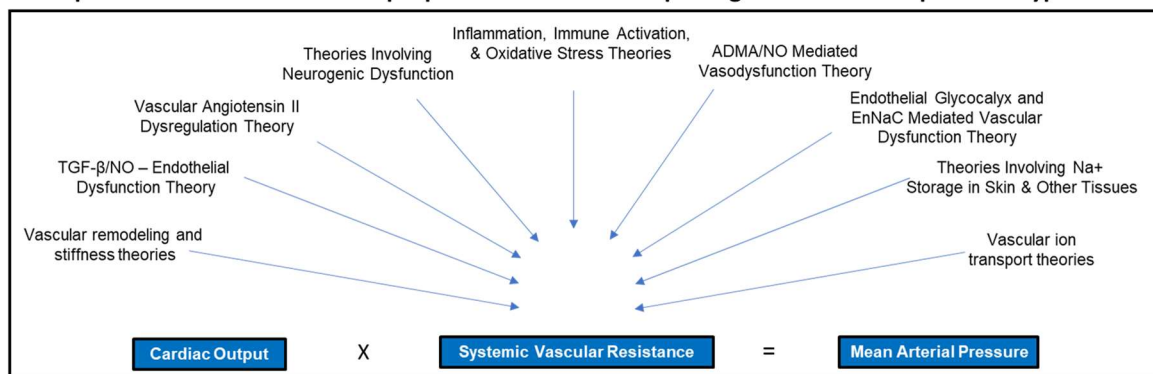 Inflammation, Immune Activation,
& Oxidative Stress Theories
Theories Involving
Neurogenic Dysfunction
ADMA/NO Mediated
Vasodysfunction Theory
Vascular Angiotensin II
Dysregulation Theory
Endothelial Glycocalyx and
EnNaC Mediated Vascular
Dysfunction Theory
TGF-β/NO – Endothelial
Dysfunction Theory
Theories Involving Na+
Storage in Skin & Other Tissues
Vascular remodeling and
stiffness theories
Vascular ion
transport theories
Cardiac Output X Systemic Vascular Resistance = Mean Arterial Pressure